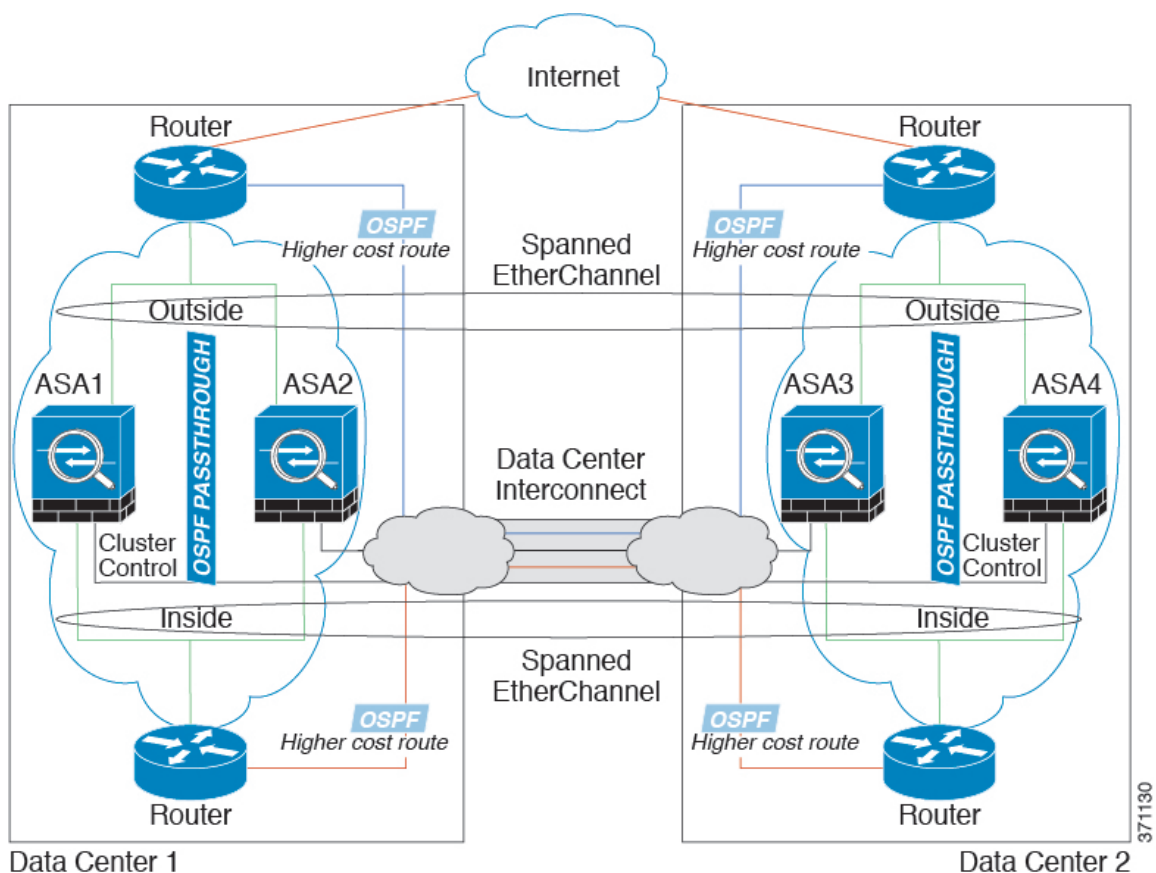 Internet
Router
Router
OSPF
Higher cost route
OSPF
Higher cost route
Spanned
EtherChannel
Outside
Outside
ASA1
ASA2
ASA3
ASA4
OSPF PASSTHROUGH
OSPF PASSTHROUGH
Data Center
Interconnect
Cluster
Control
Cluster
Control
Inside
Inside
Spanned
EtherChannel
OSPF
Higher cost route
OSPF
Higher cost route
Router
Router
371130
Data Center 1
Data Center 2